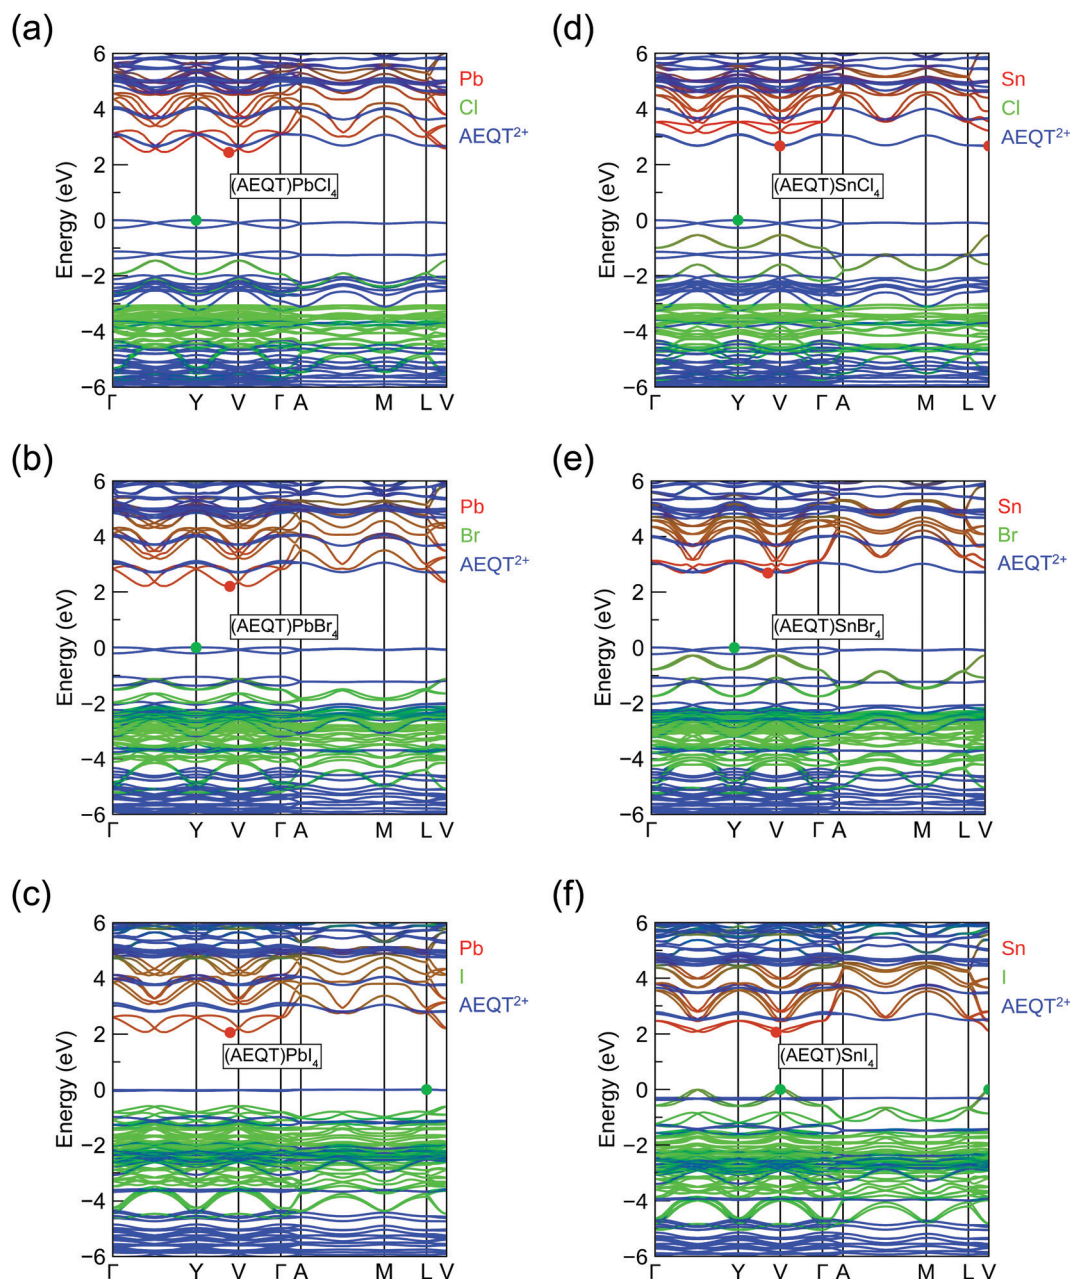 (a)
6
4
2
0
−2
−4
−6
Energy (eV)
Γ Y V Γ A M L V
(AEQT)PbCl₄
Pb
Cl
AEQT²⁺
(d)
6
4
2
0
−2
−4
−6
Energy (eV)
Γ Y V Γ A M L V
(AEQT)SnCl₄
Sn
Cl
AEQT²⁺
(b)
6
4
2
0
−2
−4
−6
Energy (eV)
Γ Y V Γ A M L V
(AEQT)PbBr₄
Pb
Br
AEQT²⁺
(e)
6
4
2
0
−2
−4
−6
Energy (eV)
Γ Y V Γ A M L V
(AEQT)SnBr₄
Sn
Br
AEQT²⁺
(c)
6
4
2
0
−2
−4
−6
Energy (eV)
Γ Y V Γ A M L V
(AEQT)PbI₄
Pb
I
AEQT²⁺
(f)
6
4
2
0
−2
−4
−6
Energy (eV)
Γ Y V Γ A M L V
(AEQT)SnI₄
Sn
I
AEQT²⁺